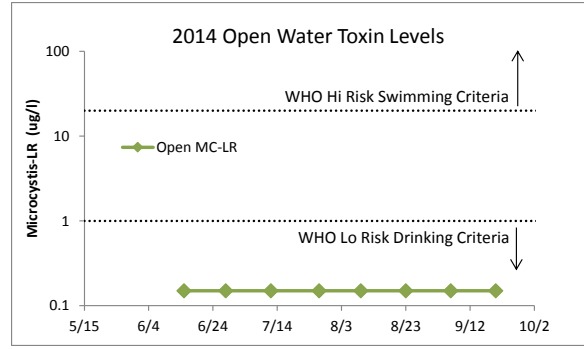 2014 Open Water Toxin Levels
100
WHO Hi Risk Swimming Criteria
10
Open MC-LR
Microcystis-LR (ug/l)
1
WHO Lo Risk Drinking Criteria
0.1
5/15 6/4 6/24 7/14 8/3 8/23 9/12 10/2